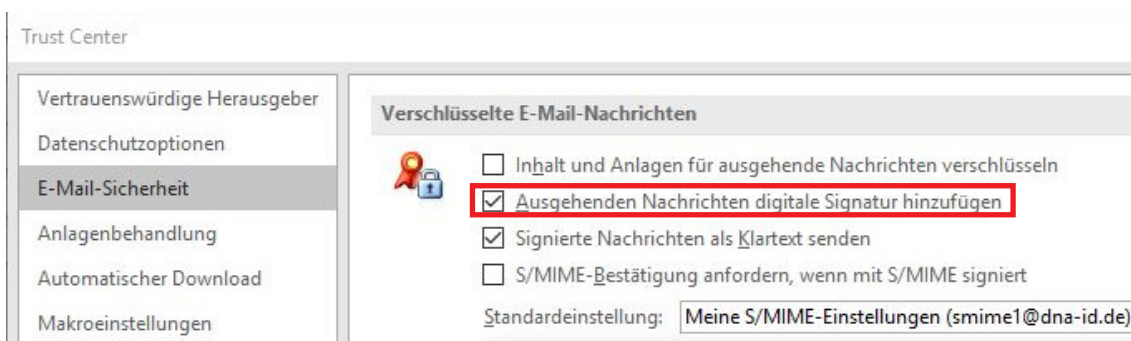 Trust Center
Vertrauenswürdige Herausgeber
Datenschutzoptionen
E-Mail-Sicherheit
Anlagenbehandlung
Automatischer Download
Makroeinstellungen
Verschlüsselte E-Mail-Nachrichten
Inhalt und Anlagen für ausgehende Nachrichten verschlüsseln
Ausgehenden Nachrichten digitale Signatur hinzufügen
Signierte Nachrichten als Klartext senden
S/MIME-Bestätigung anfordern, wenn mit S/MIME signiert
Standardeinstellung: Meine S/MIME-Einstellungen (smime1@dna-id.de)